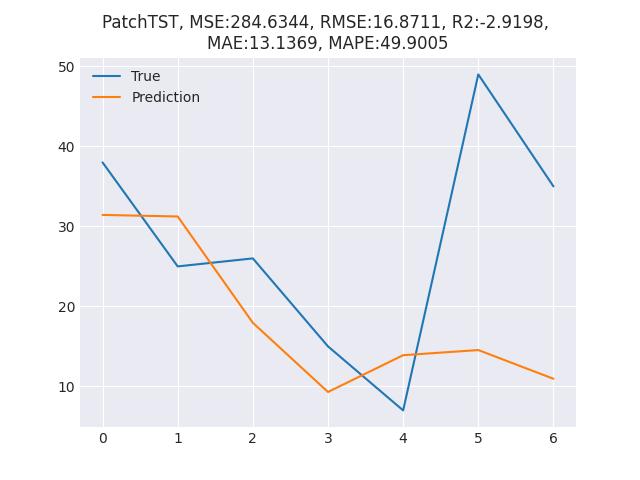 PatchTST, MSE:284.6344, RMSE:16.8711, R2:-2.9198,
MAE:13.1369, MAPE:49.9005
50
True
Prediction
40
30
20
10
0 1 2 3 4 5 6